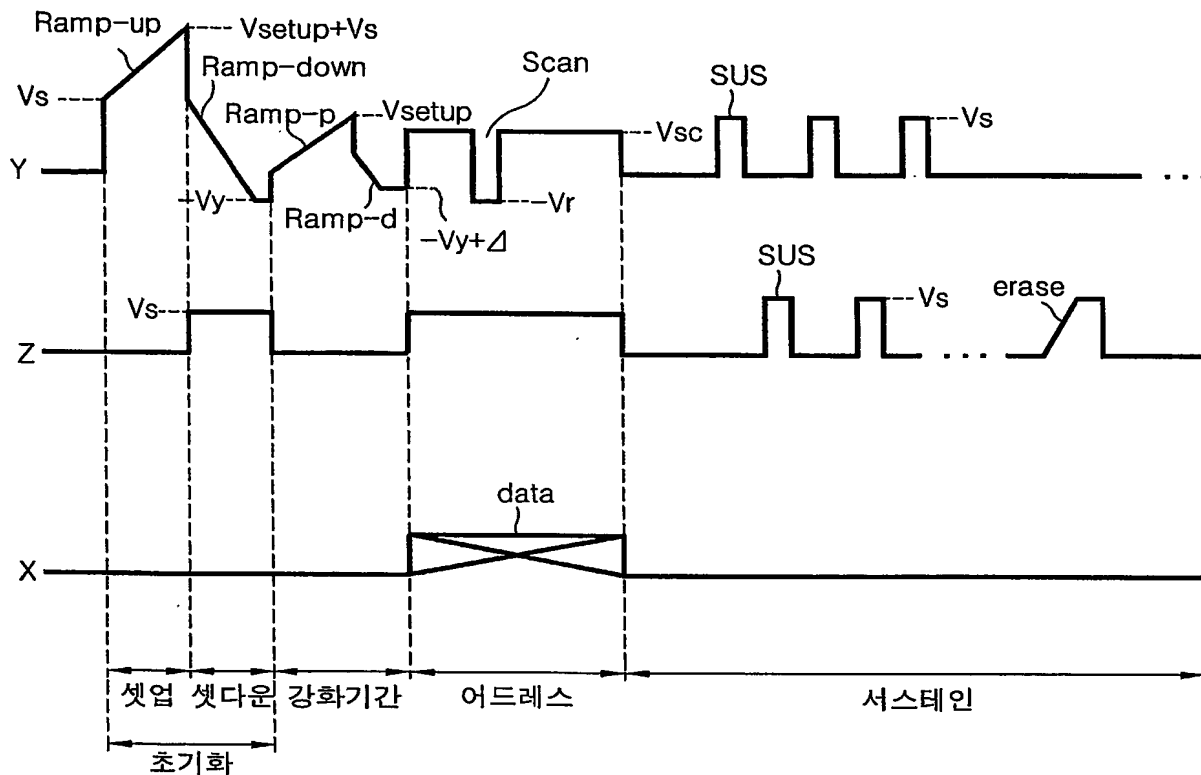 Ramp-up
Vsetup+Vs
Vs
Ramp-down
Ramp-p
Vsetup
Scan
Vsc
SUS
Vs
Y
-Vy
Ramp-d
-Vy+⊿
-Vr
...
Vs
SUS
Vs
erase
Z
...
data
X
셋업
셋다운
강화기간
어드레스
서스테인
초기화